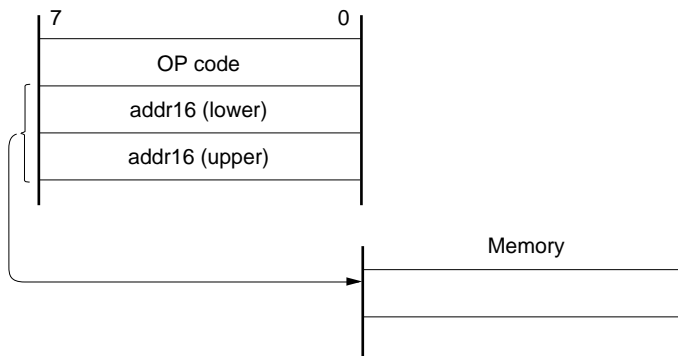 7 0
OP code
addr16 (lower)
addr16 (upper)
Memory